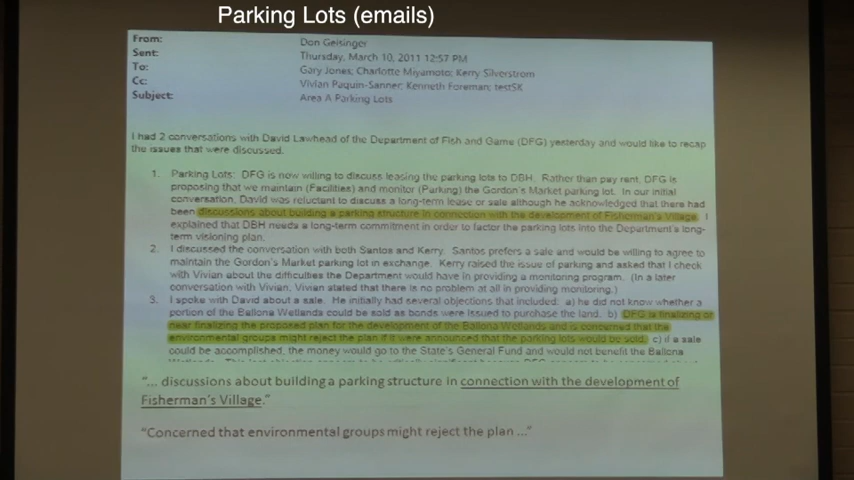 Parking Lots (emails)
From: Don Geisinger
Sent: Thursday, March 10, 2011 12:57 PM
To: Gary Jones; Charlotte Miyamoto; Kerry Silverstrom
Cc: Vivian Paquin-Sanner; Kenneth Foreman; testSK
Subject: Area A Parking Lots
I had 2 conversations with David Lawhead of the Department of Fish and Game (DFG) yesterday and would like to recap
the issues that were discussed.
1. Parking Lots: DFG is now willing to discuss leasing the parking lots to DBH. Rather than pay rent, DFG is
proposing that we maintain (Facilities) and monitor (Parking) the Gordon's Market parking lot. In our initial
conversation, David was reluctant to discuss a long-term lease or sale although he acknowledged that there had
been discussions about building a parking structure in connection with the development of Fisherman's Village. I
explained that DBH needs a long-term commitment in order to factor the parking lots into the Department's long-
term visioning plan.
2. I discussed the conversation with both Santos and Kerry. Santos prefers a sale and would be willing to agree to
maintain the Gordon's Market parking lot in exchange. Kerry raised the issue of parking and asked that I check
with Vivian about the difficulties the Department would have in providing a monitoring program. (In a later
conversation with Vivian, Vivian stated that there is no problem at all in providing monitoring.)
3. I spoke with David about a sale. He initially had several objections that included: a) he did not know whether a
portion of the Ballona Wetlands could be sold as bonds were issued to purchase the land, b) DFG is finalizing or
near finalizing the proposed plan for the development of the Ballona Wetlands and is concerned that the
environmental groups might reject the plan if it were announced that the parking lots would be sold, c) if a sale
could be accomplished, the money would go to the State's General Fund and would not benefit the Ballona
"... discussions about building a parking structure in connection with the development of
Fisherman's Village."
"Concerned that environmental groups might reject the plan ..."